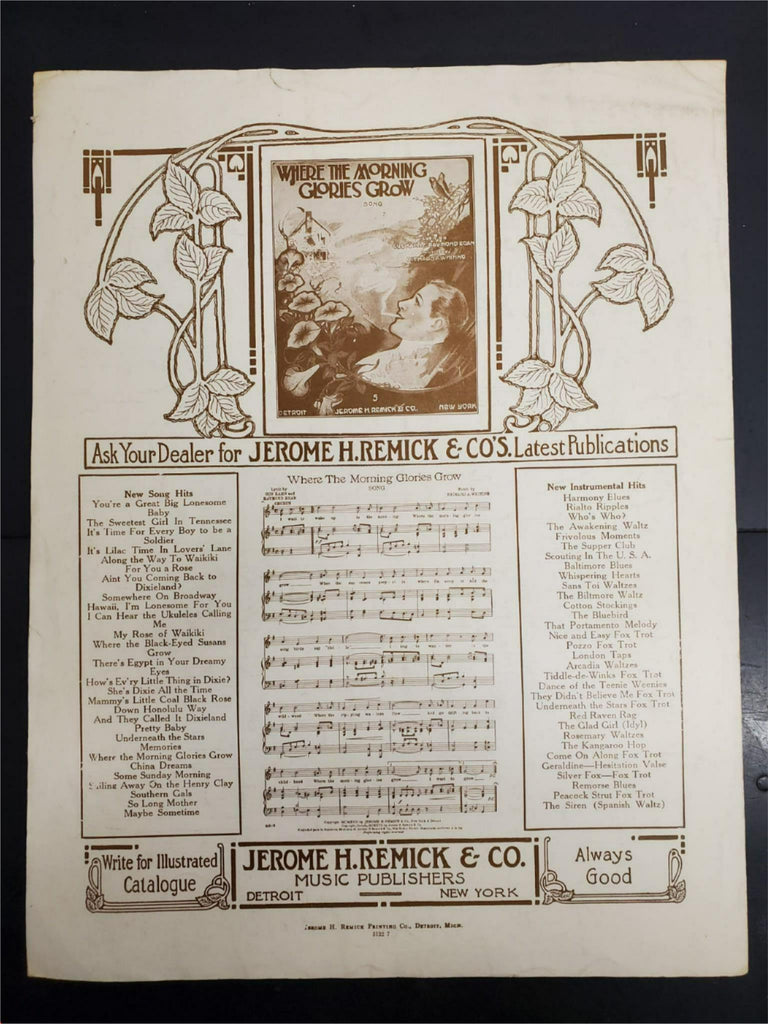 WHERE THE MORNING
GLORIES GROW
SONG
RAYMOND EGAN
DETROIT JEROME H. REMICK & CO. NEW YORK
Ask Your Dealer for JEROME H. REMICK & CO'S. Latest Publications
New Song Hits
You're a Great Big Lonesome
Baby
The Sweetest Girl In Tennessee
It's Time For Every Boy to be a
Soldier
It's Lilac Time In Lovers' Lane
Along the Way To Waikiki
For You a Rose
Aint You Coming Back to
Dixieland?
Somewhere On Broadway
Hawaii, I'm Lonesome For You
I Can Hear the Ukuleles Calling
Me
My Rose of Waikiki
Where the Black-Eyed Susans
Grow
There's Egypt in Your Dreamy
Eyes
How's Ev'ry Little Thing in Dixie?
She's Dixie All the Time
Mammy's Little Coal Black Rose
Down Honolulu Way
And They Called It Dixieland
Pretty Baby
Underneath the Stars
Memories
Where the Morning Glories Grow
China Dreams
Some Sunday Morning
Sailing Away On the Henry Clay
Southern Gals
So Long Mother
Maybe Sometime
Where The Morning Glories Grow
SONG
Lyric by
GUS KAHN and
RAYMOND EGAN
Music by
RICHARD A. WHITING
New Instrumental Hits
Harmony Blues
Rialto Ripples
Who's Who?
The Awakening Waltz
Frivolous Moments
The Supper Club
Scouting In The U. S. A.
Baltimore Blues
Whispering Hearts
Sans Toi Waltzes
The Biltmore Waltz
Cotton Stockings
The Bluebird
That Portamento Melody
Nice and Easy Fox Trot
Pozzo Fox Trot
London Taps
Arcadia Waltzes
Tiddle-de-Winks Fox Trot
Dance of the Teenie Weenies
They Didn't Believe Me Fox Trot
Underneath the Stars Fox Trot
Red Raven Rag
The Glad Girl (Idyl)
Rosemary Waltzes
The Kangaroo Hop
Come On Along Fox Trot
Geraldine—Hesitation Valse
Silver Fox—Fox Trot
Remorse Blues
Peacock Strut Fox Trot
The Siren (Spanish Waltz)
Write for Illustrated
Catalogue
JEROME H. REMICK & CO.
MUSIC PUBLISHERS
DETROIT NEW YORK
Always
Good
JEROME H. REMICK PRINTING CO., DETROIT, MICH.